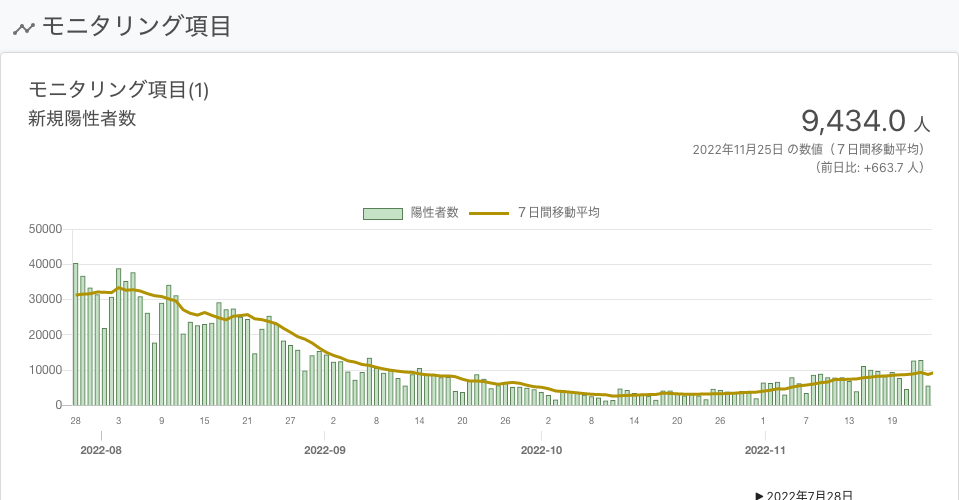 モニタリング項目
モニタリング項目(1)
新規陽性者数
9,434.0 人
2022年11月25日 の数値（７日間移動平均）
（前日比: +663.7 人）
陽性者数 ７日間移動平均
50000
40000
30000
20000
10000
0
28 3 9 15 21 27 2 8 14 20 26 2 8 14 20 26 1 7 13 19
2022-08 2022-09 2022-10 2022-11
▶ 2022年7月28日